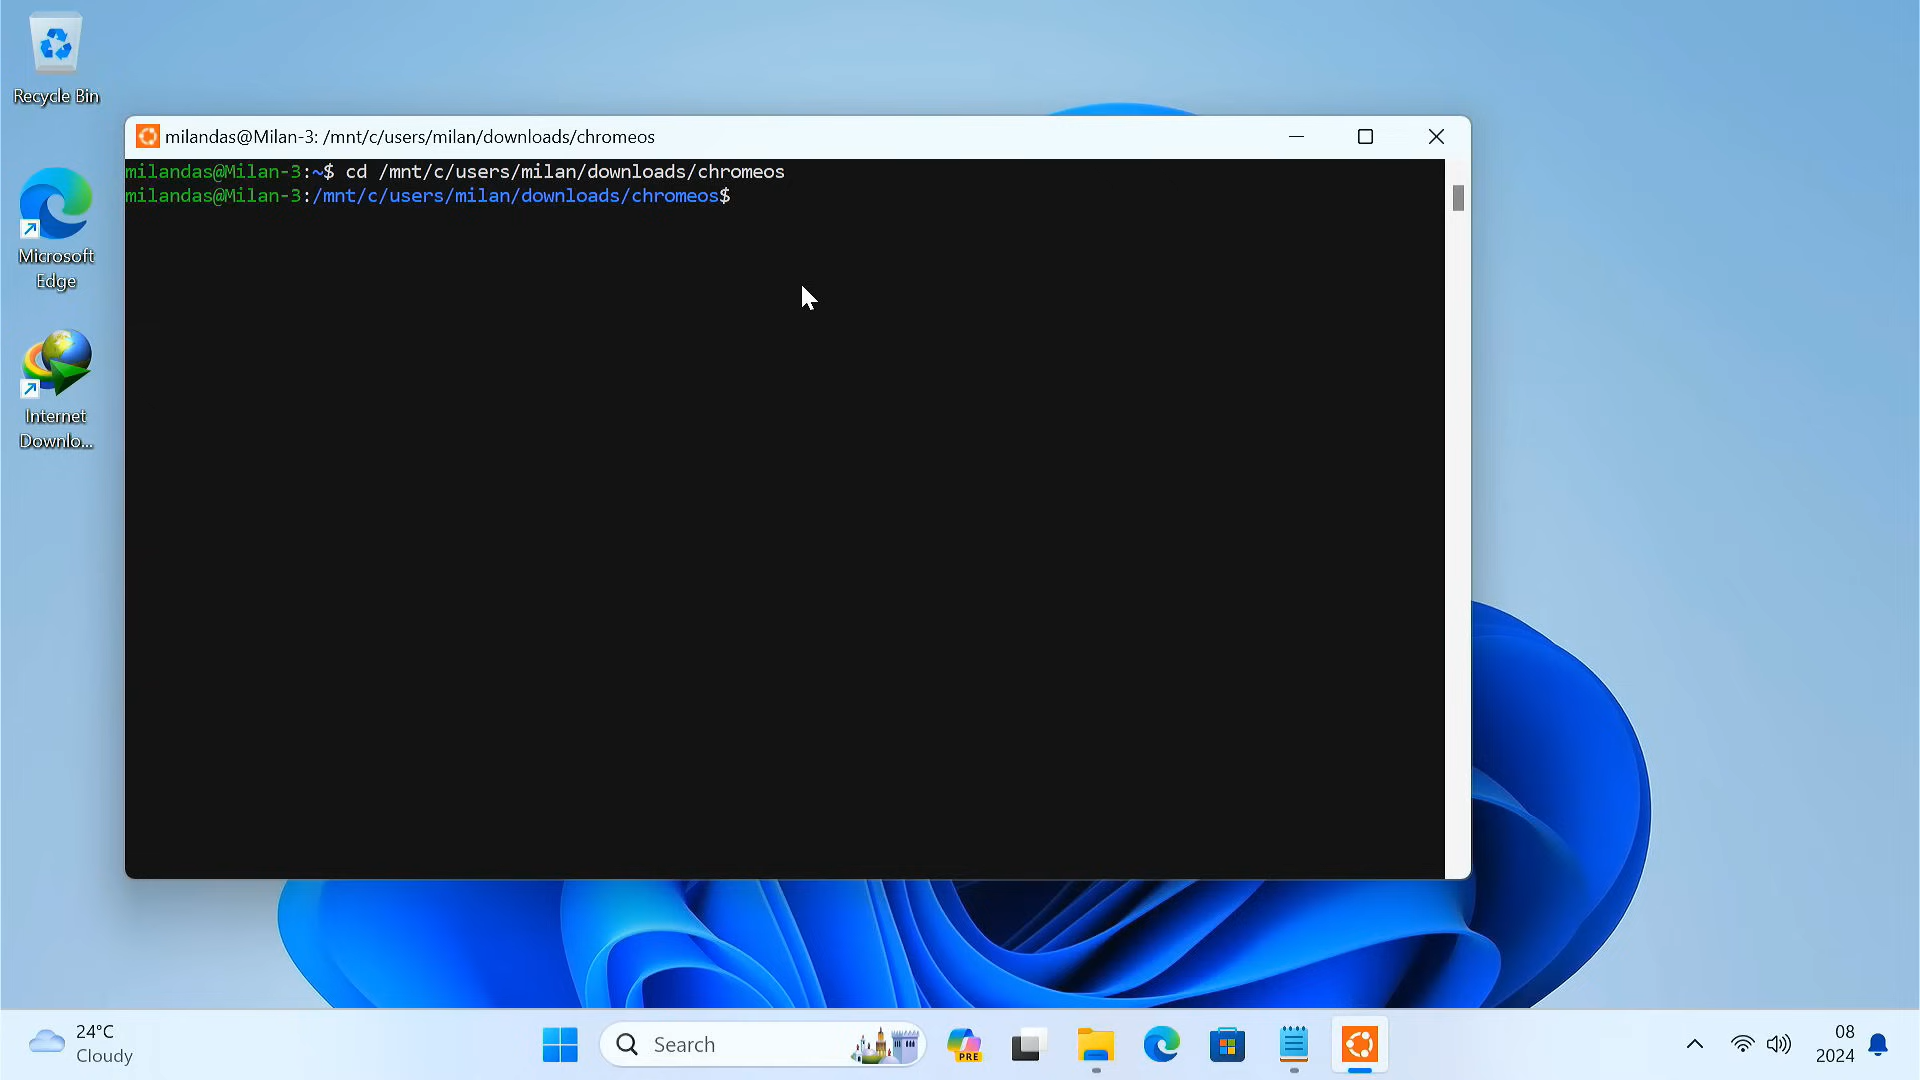 Recycle Bin
milandas@Milan-3: /mnt/c/users/milan/downloads/chromeos
milandas@Milan-3:~$ cd /mnt/c/users/milan/downloads/chromeos
milandas@Milan-3:/mnt/c/users/milan/downloads/chromeos$
Microsoft
Edge
Internet
Downlo...
24°C
Cloudy
Search
PRE
08
2024